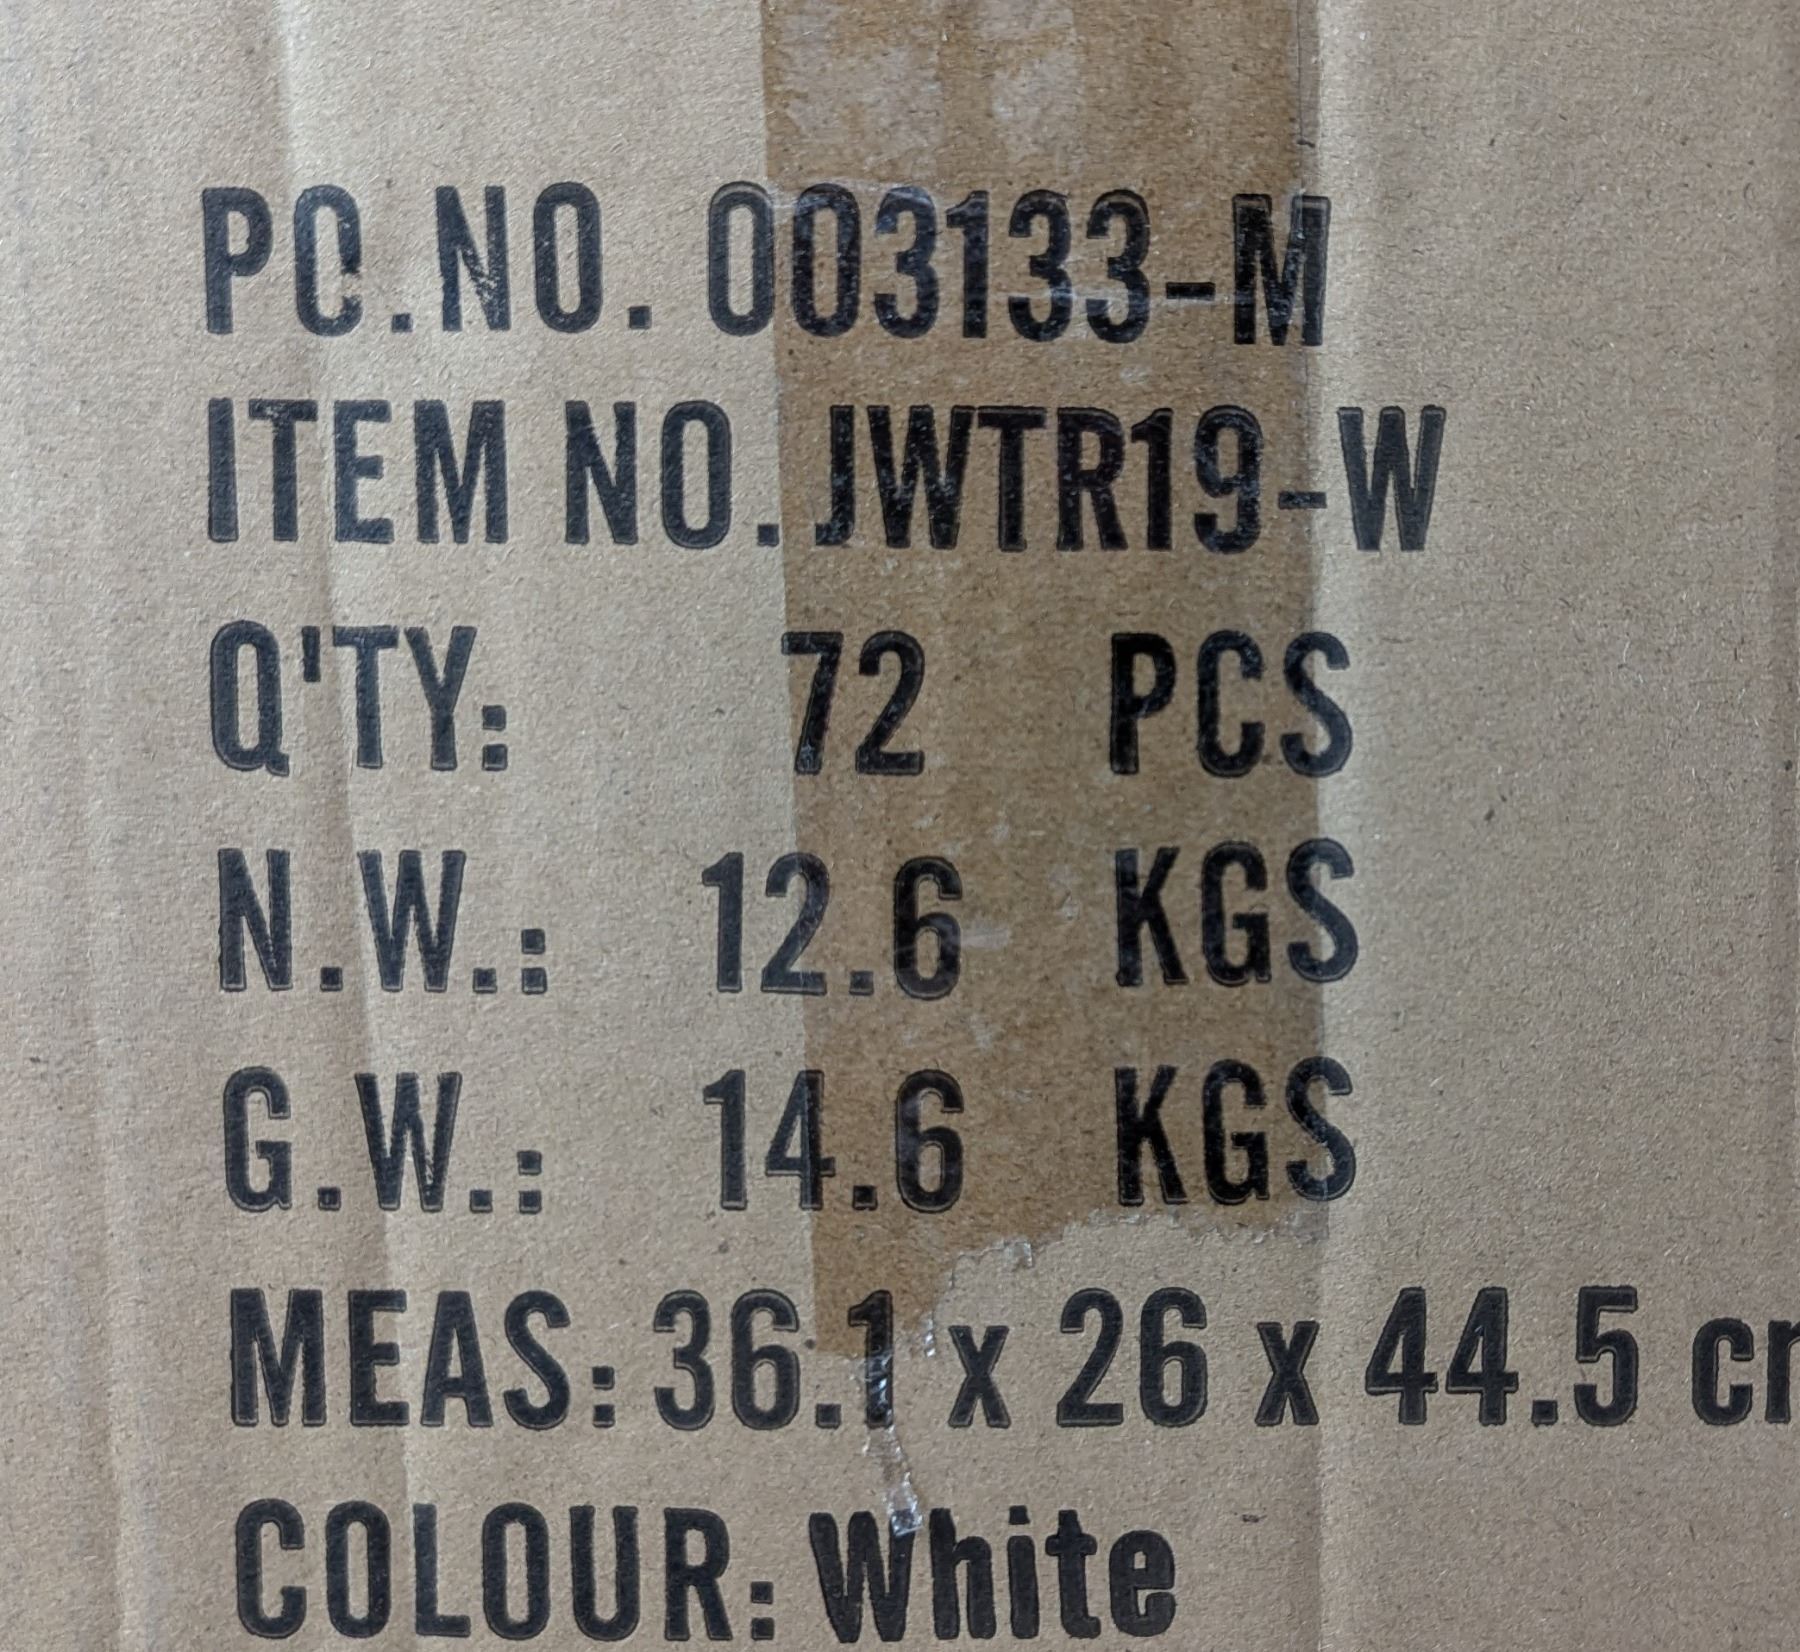 PO.NO. 003133-M
ITEM NO. JWTR19-W
Q'TY: 72 PCS
N.W.: 12.6 KGS
G.W.: 14.6 KGS
MEAS: 36.1 x 26 x 44.5
COLOUR: White